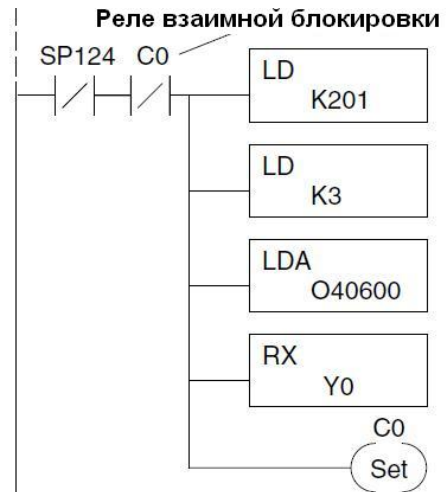 Реле взаимной блокировки
SP124 C0
LD
K201
LD
K3
LDA
O40600
RX
Y0
C0
Set